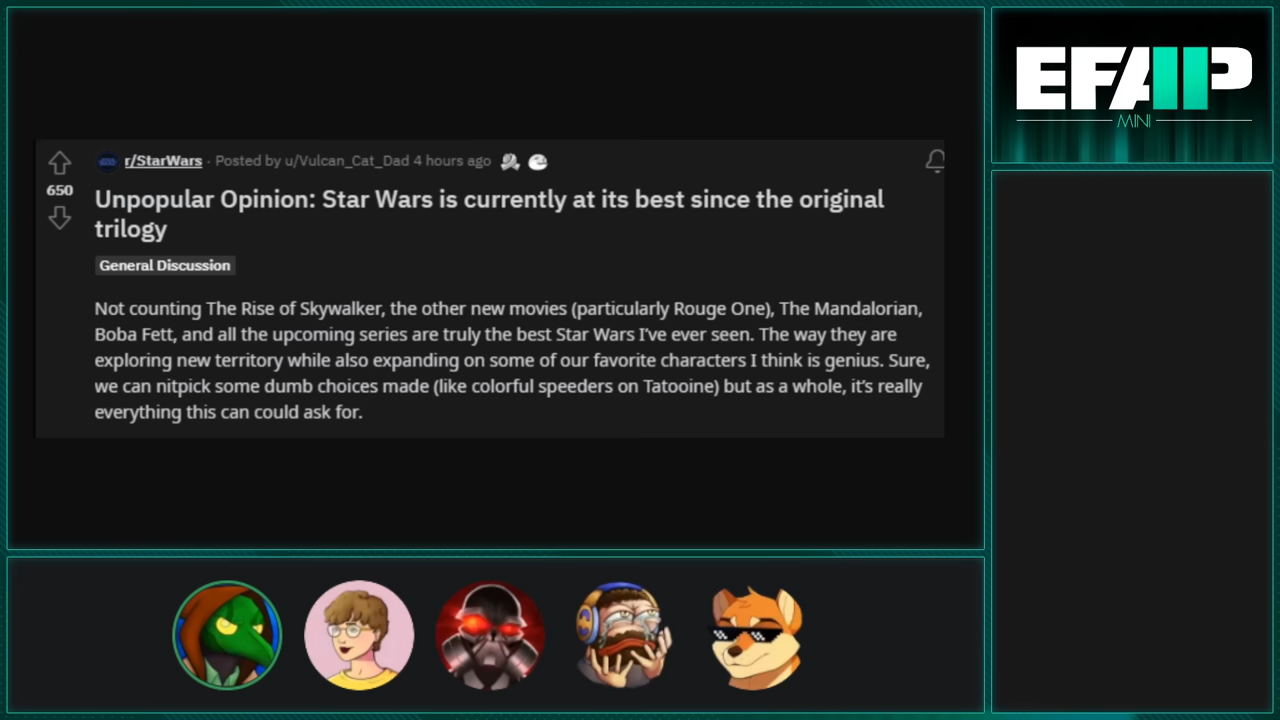 EFAP
MINI
r/StarWars · Posted by u/Vulcan_Cat_Dad 4 hours ago
650
Unpopular Opinion: Star Wars is currently at its best since the original
trilogy
General Discussion
Not counting The Rise of Skywalker, the other new movies (particularly Rouge One), The Mandalorian,
Boba Fett, and all the upcoming series are truly the best Star Wars I've ever seen. The way they are
exploring new territory while also expanding on some of our favorite characters I think is genius. Sure,
we can nitpick some dumb choices made (like colorful speeders on Tatooine) but as a whole, it's really
everything this can could ask for.